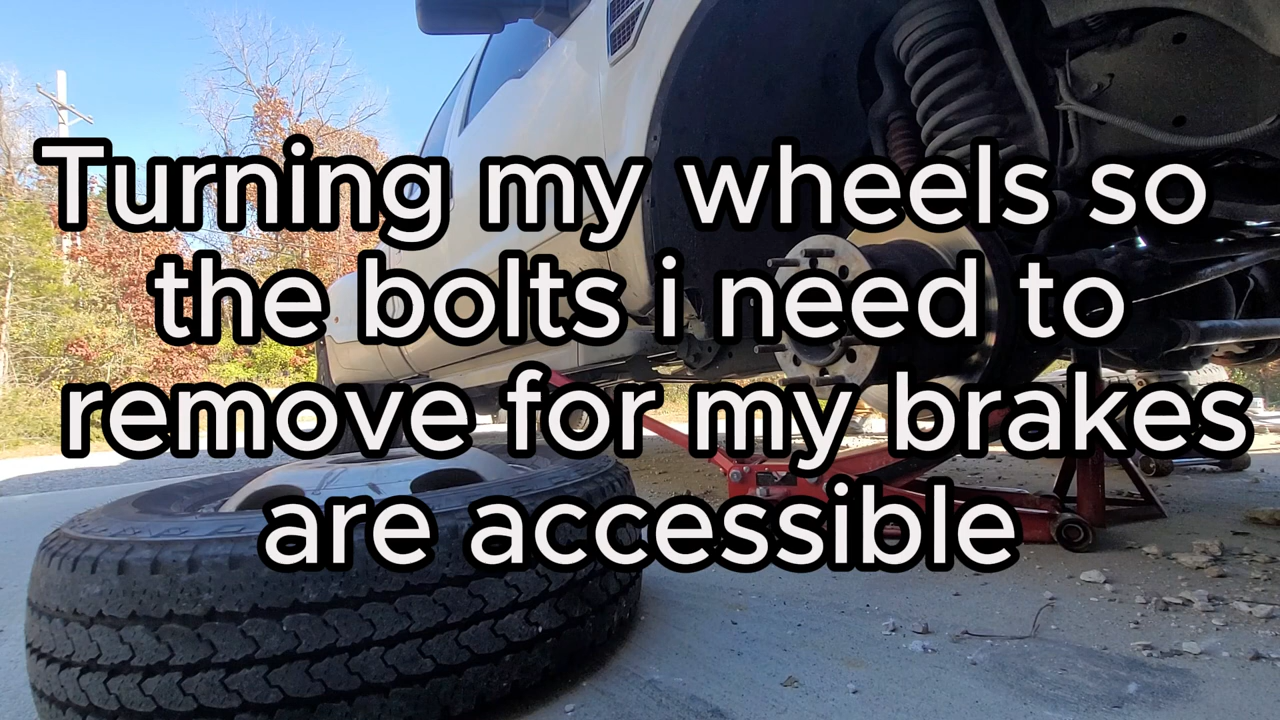 Turning my wheels so
the bolts i need to
remove for my brakes
are accessible